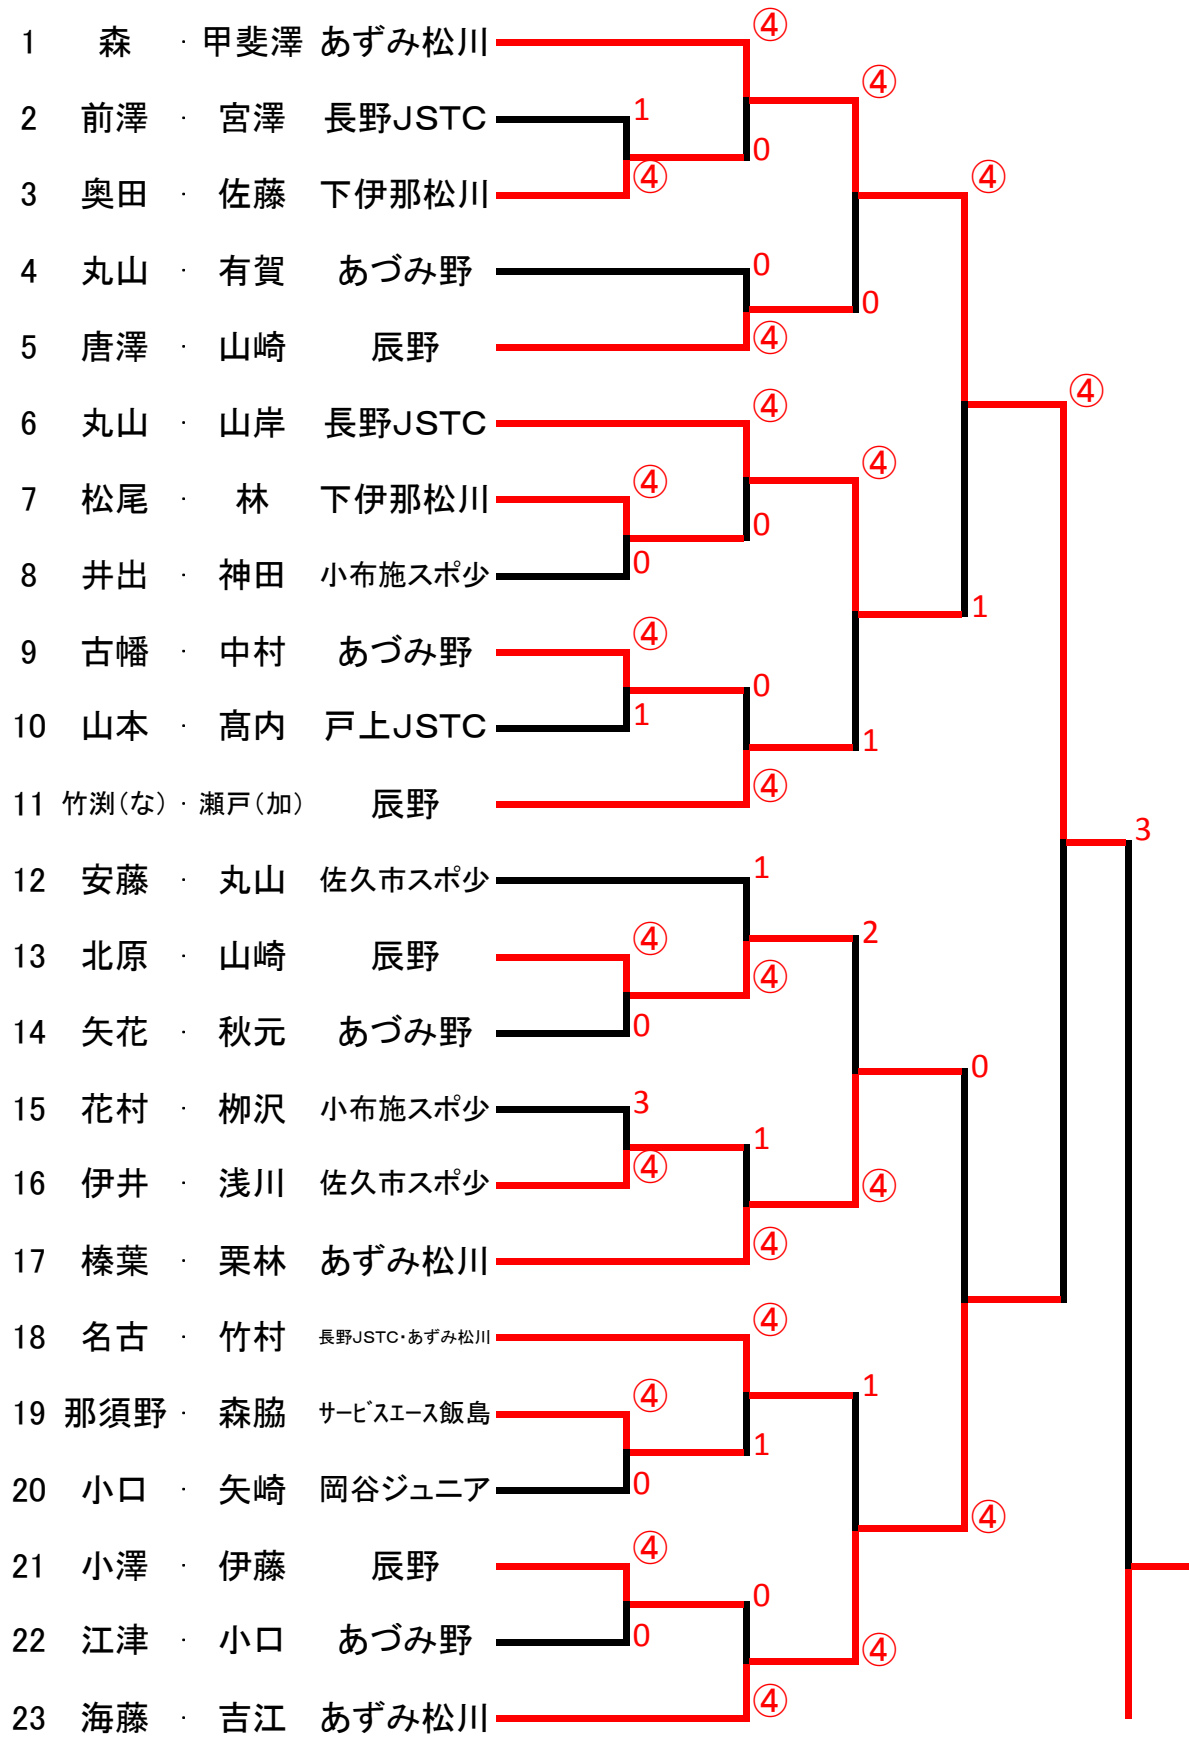 1 森 · 甲斐澤 あずみ松川 ④
④
2 前澤 · 宮澤 長野JSTC 1
0
3 奥田 · 佐藤 下伊那松川 ④ ④
4 丸山 · 有賀 あづみ野 0
0
5 唐澤 · 山崎 辰野 ④
④
6 丸山 · 山岸 長野JSTC ④
④
7 松尾 · 林 下伊那松川 ④
0
8 井出 · 神田 小布施スポ少 0
1
9 古幡 · 中村 あづみ野 ④
0
10 山本 · 髙内 戸上JSTC 1
1
11 竹渕(な) · 瀬戸(加) 辰野 ④
3
12 安藤 · 丸山 佐久市スポ少 1
2
13 北原 · 山崎 辰野 ④
④
14 矢花 · 秋元 あづみ野 0
0
15 花村 · 栁沢 小布施スポ少 3
1
16 伊井 · 浅川 佐久市スポ少 ④ ④
17 榛葉 · 栗林 あずみ松川 ④
18 名古 · 竹村 長野JSTC・あずみ松川 ④
1
19 那須野 · 森脇 サービスエース飯島 ④
1
20 小口 · 矢崎 岡谷ジュニア 0
④
21 小澤 · 伊藤 辰野 ④
0
22 江津 · 小口 あづみ野 0
④
23 海藤 · 吉江 あずみ松川 ④